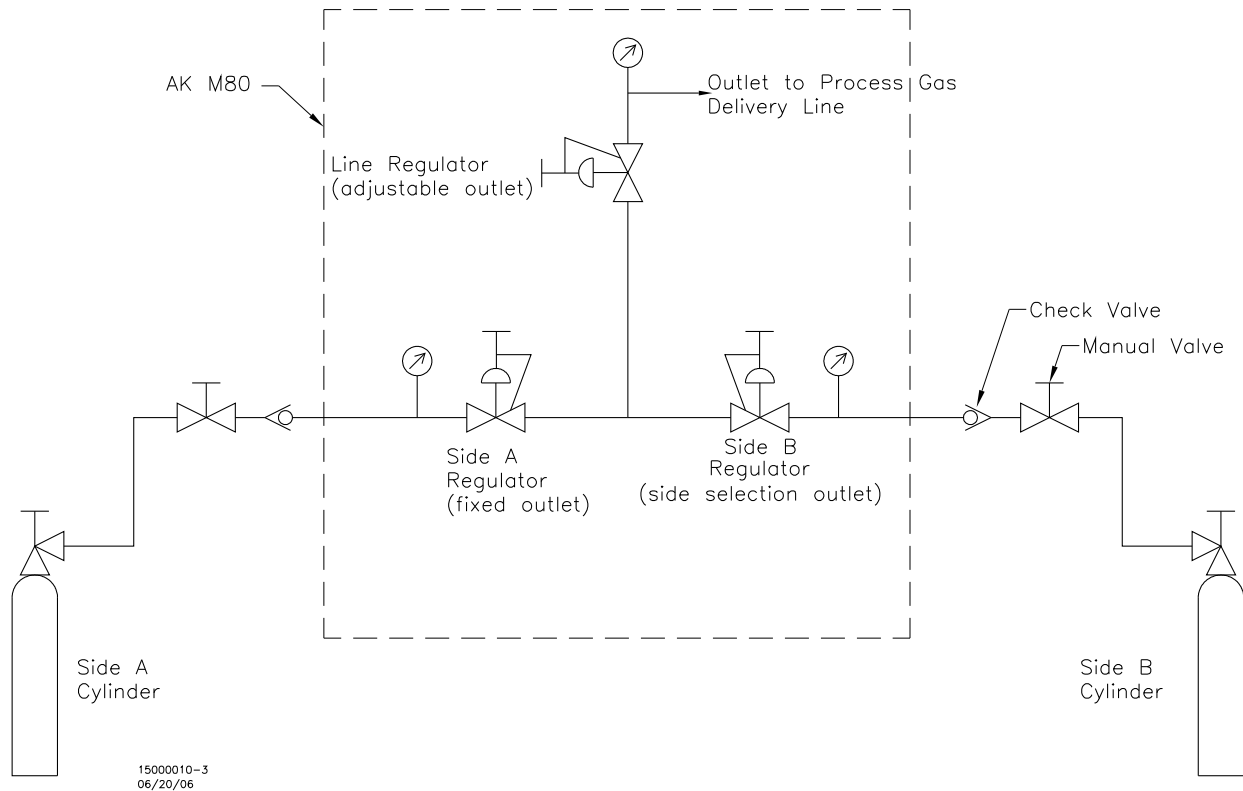 AK M80
Outlet to Process Gas
Delivery Line
Line Regulator
(adjustable outlet)
Check Valve
Manual Valve
Side A
Regulator
(fixed outlet)
Side B
Regulator
(side selection outlet)
Side A
Cylinder
Side B
Cylinder
15000010-3
06/20/06